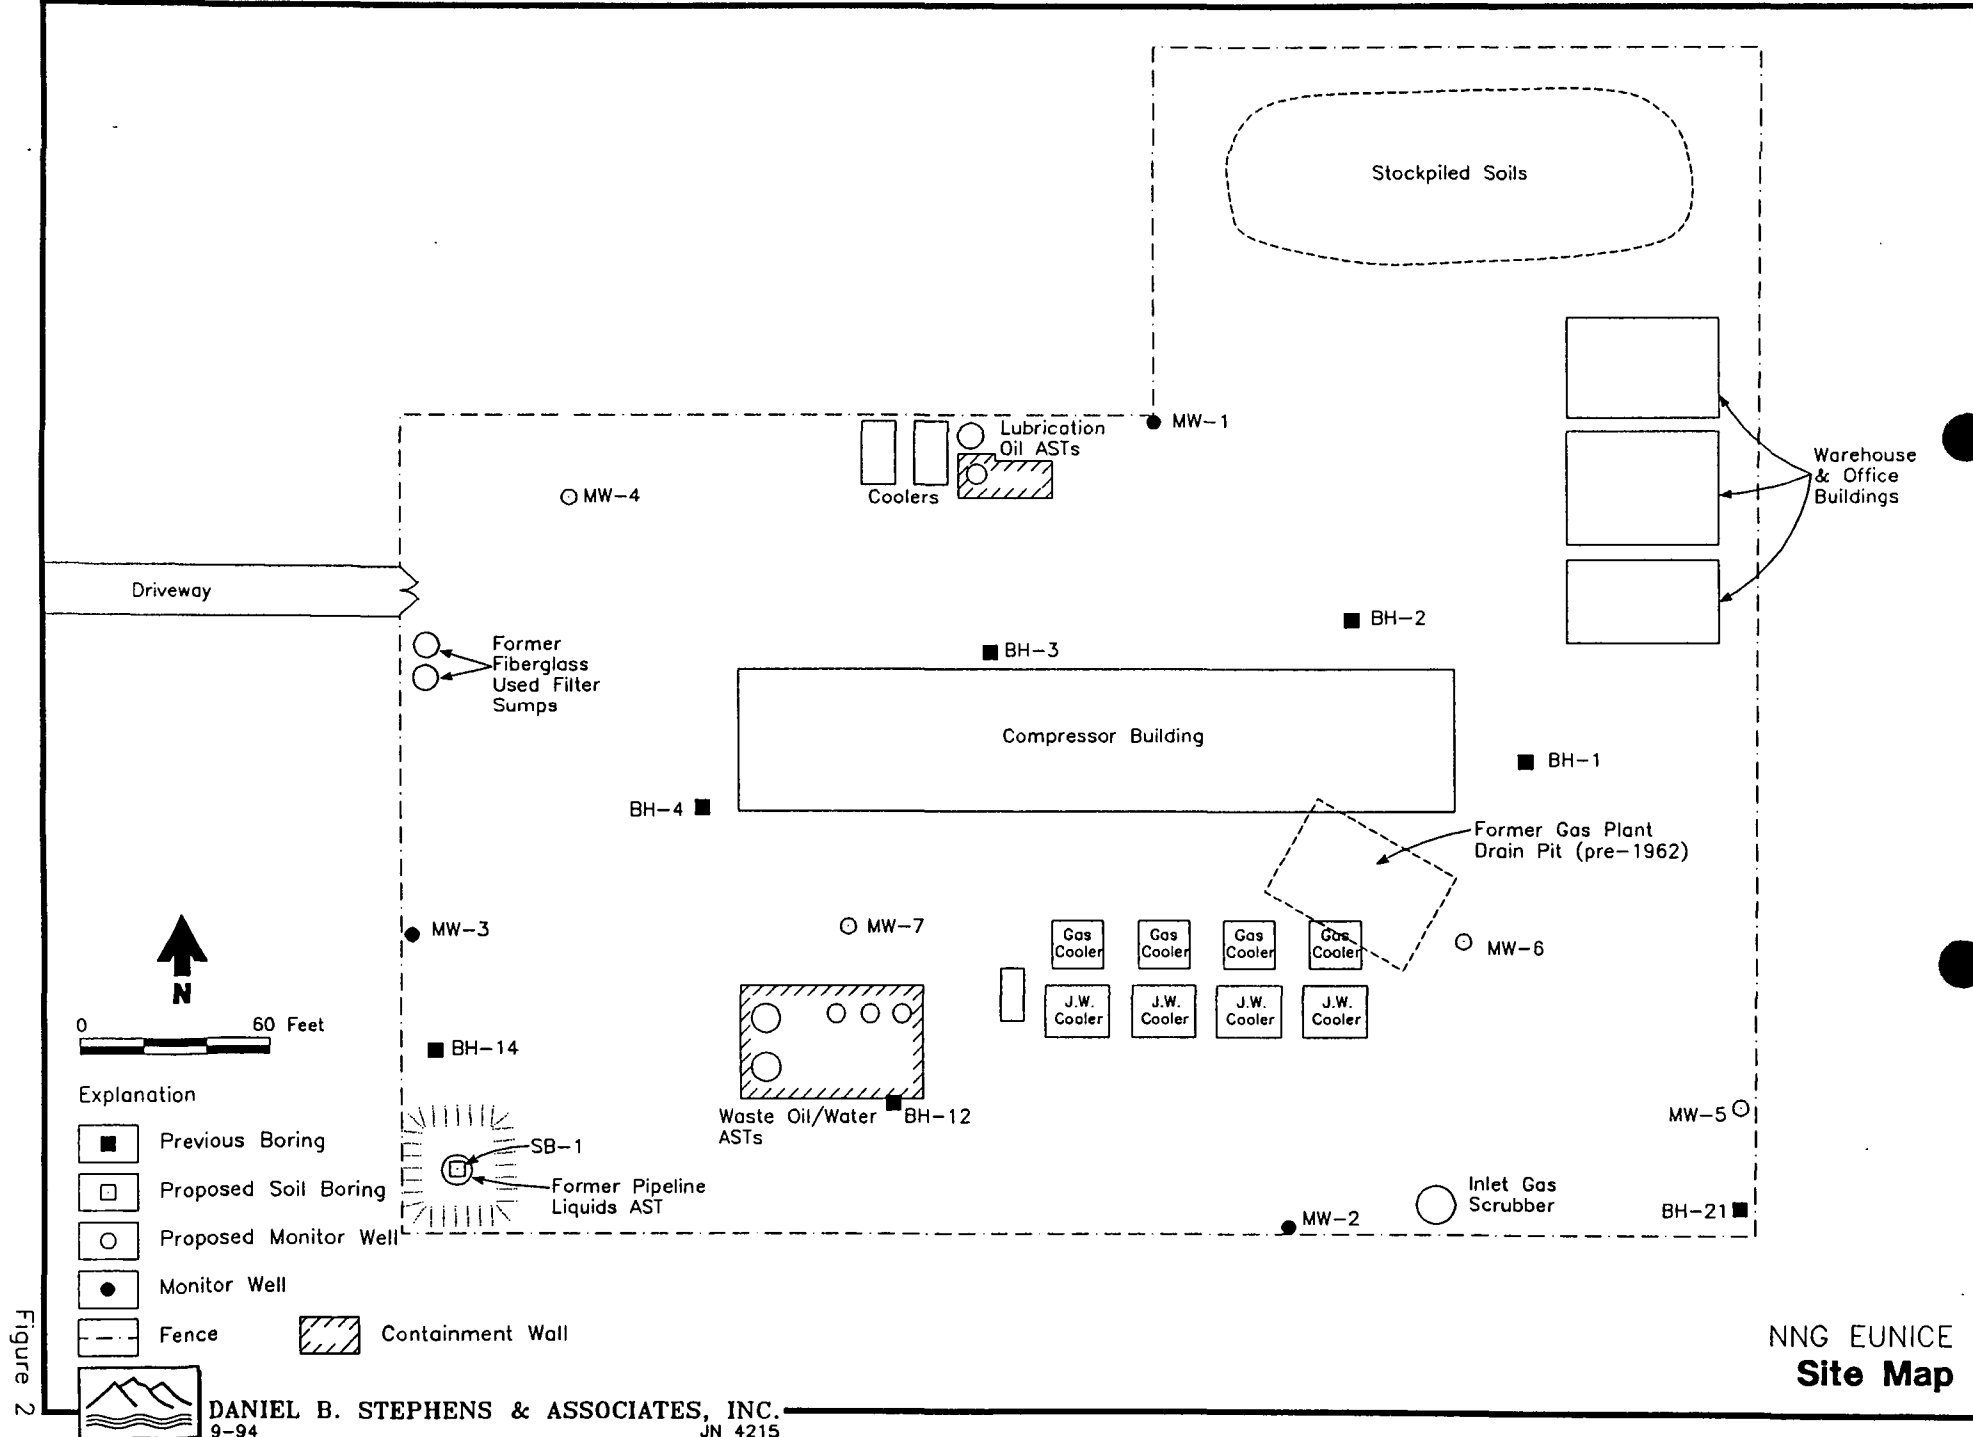 Stockpiled Soils
MW-1
Lubrication
Oil ASTs
Coolers
MW-4
Warehouse
& Office
Buildings
Driveway
BH-2
BH-3
Former
Fiberglass
Used Filter
Sumps
Compressor Building
BH-1
BH-4
Former Gas Plant
Drain Pit (pre-1962)
MW-3
MW-7
MW-6
Gas
Cooler
Gas
Cooler
Gas
Cooler
Gas
Cooler
J.W.
Cooler
J.W.
Cooler
J.W.
Cooler
J.W.
Cooler
N
0 60 Feet
BH-14
Waste Oil/Water
ASTs
BH-12
MW-5
SB-1
Former Pipeline
Liquids AST
Inlet Gas
Scrubber
BH-21
MW-2
Explanation
Previous Boring
Proposed Soil Boring
Proposed Monitor Well
Monitor Well
Fence
Containment Wall
Figure 2
NNG EUNICE
Site Map
DANIEL B. STEPHENS & ASSOCIATES, INC.
9-94 JN 4215